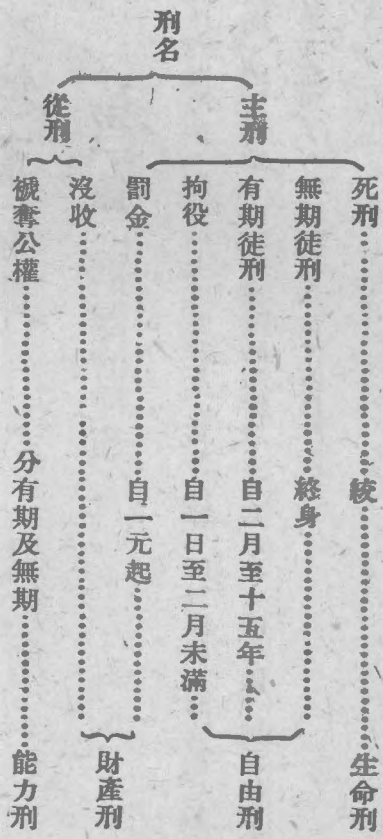 刑名
主刑
死刑……絞……生命刑
無期徒刑……終身……
有期徒刑……自二月至十五年……自由刑
拘役……自一日至二月未滿
罰金……自一元起……
從刑
沒收……財產刑
褫奪公權……分有期及無期……能力刑